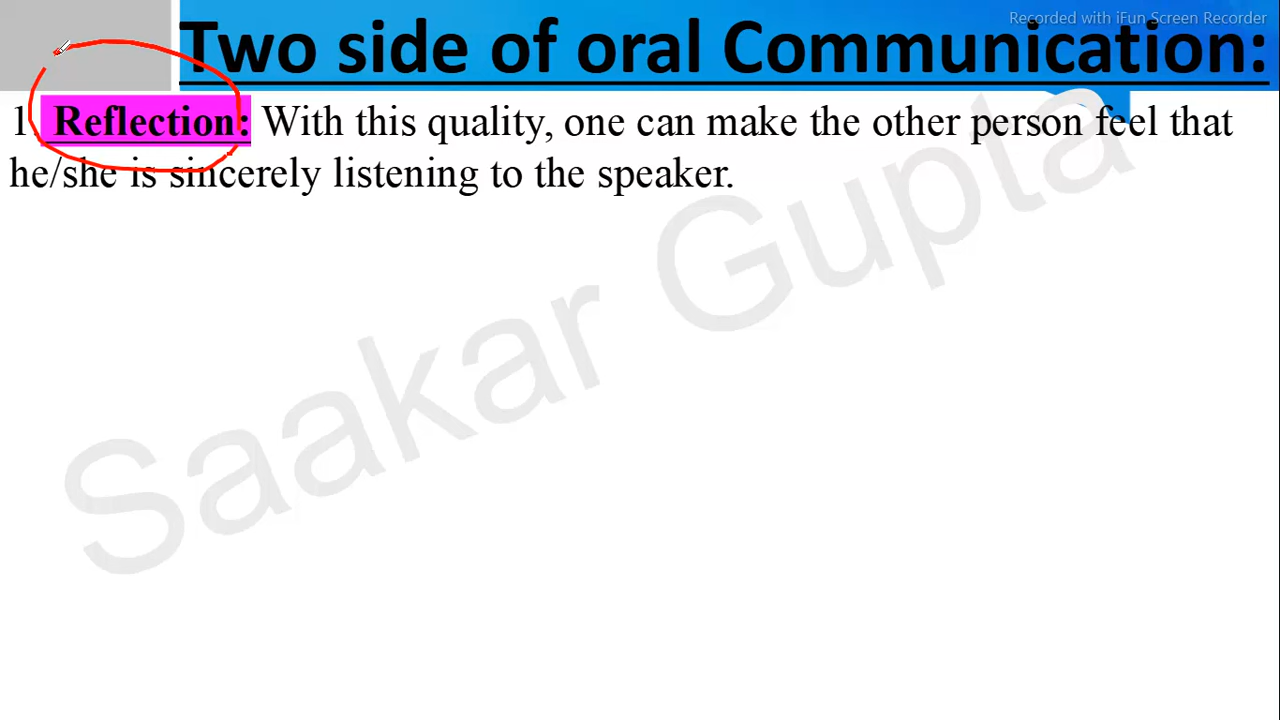 Recorded with iFun Screen Recorder
Two side of oral Communication:
1. Reflection: With this quality, one can make the other person feel that
he/she is sincerely listening to the speaker.
Saakar Gupta